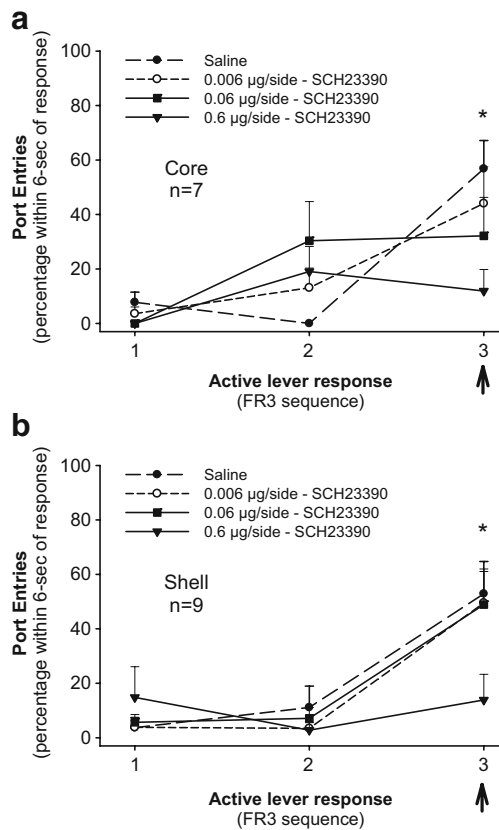 a
100
80
60
40
20
0
Port Entries
(percentage within 6-sec of response)
Saline
0.006 µg/side - SCH23390
0.06 µg/side - SCH23390
0.6 µg/side - SCH23390
*
Core
n=7
1 2 3
Active lever response
(FR3 sequence)
b
100
80
60
40
20
0
Port Entries
(percentage within 6-sec of response)
Saline
0.006 µg/side - SCH23390
0.06 µg/side - SCH23390
0.6 µg/side - SCH23390
*
Shell
n=9
1 2 3
Active lever response
(FR3 sequence)